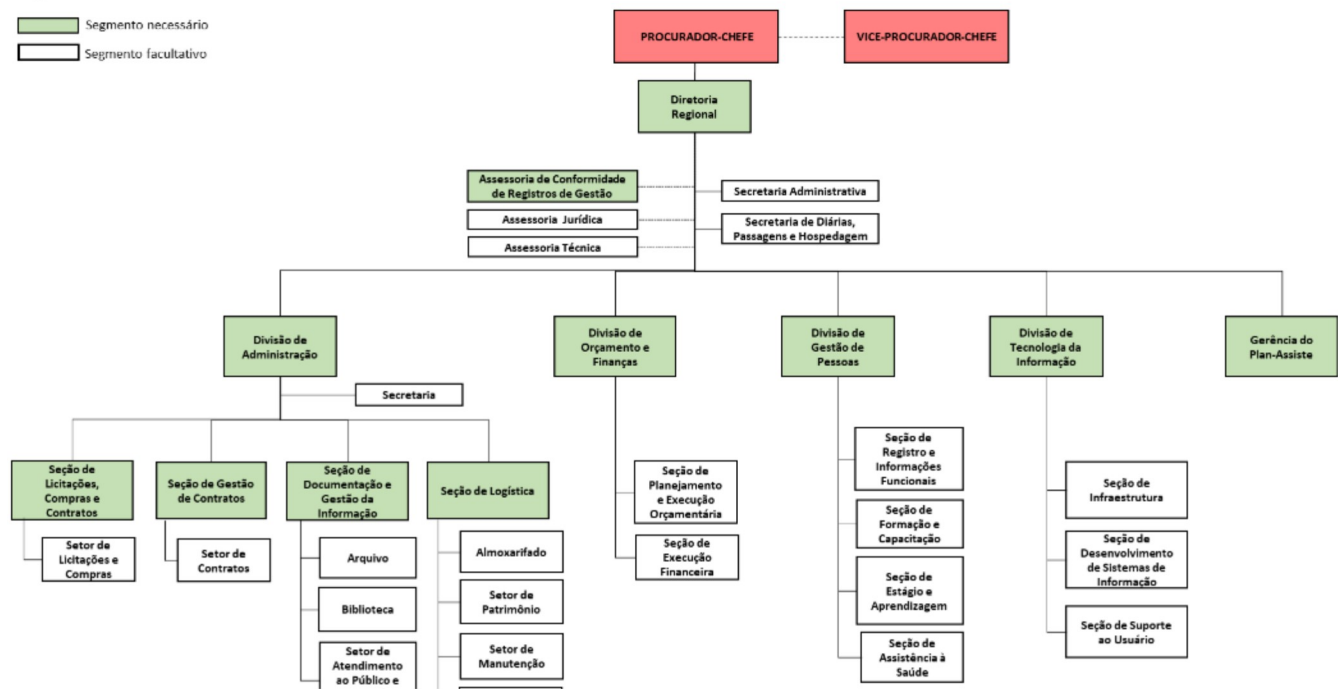 Segmento necessário
Segmento facultativo
PROCURADOR-CHEFE
VICE-PROCURADOR-CHEFE
Diretoria
Regional
Assessoria de Conformidade
de Registros de Gestão
Secretaria Administrativa
Assessoria Jurídica
Secretaria de Diárias,
Passagens e Hospedagem
Assessoria Técnica
Divisão de
Administração
Divisão de
Orçamento e
Finanças
Divisão de
Gestão de
Pessoas
Divisão de
Tecnologia da
Informação
Gerência do
Plan-Assiste
Secretaria
Seção de
Licitações,
Compras e
Contratos
Seção de Gestão
de Contratos
Seção de
Documentação e
Gestão da
Informação
Seção de Logística
Setor de
Licitações e
Compras
Setor de
Contratos
Arquivo
Biblioteca
Setor de
Atendimento
ao Público e
Almoxarifado
Setor de
Patrimônio
Setor de
Manutenção
Seção de
Planejamento
e Execução
Orçamentária
Seção de
Execução
Financeira
Seção de
Registro e
Informações
Funcionais
Seção de
Formação e
Capacitação
Seção de
Estágio e
Aprendizagem
Seção de
Assistência à
Saúde
Seção de
Infraestrutura
Seção de
Desenvolvimento
de Sistemas de
Informação
Seção de Suporte
ao Usuário